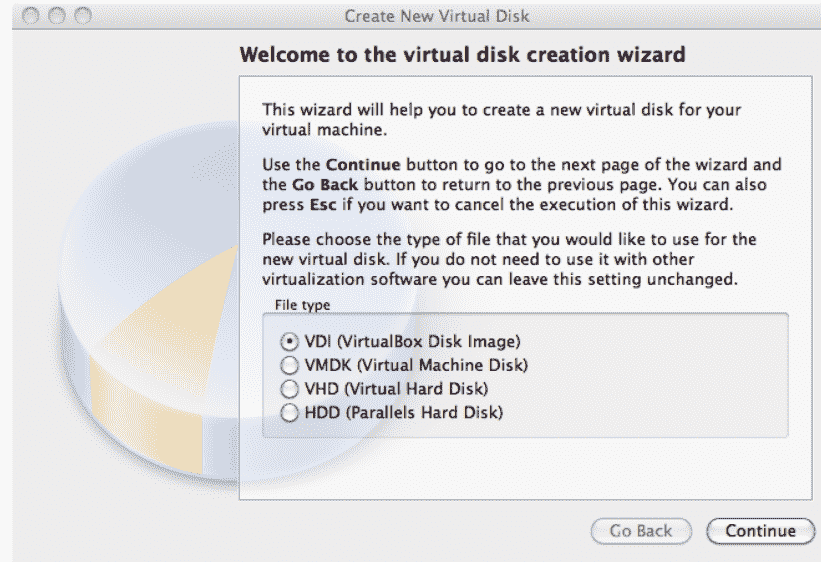 Create New Virtual Disk
Welcome to the virtual disk creation wizard
This wizard will help you to create a new virtual disk for your
virtual machine.
Use the Continue button to go to the next page of the wizard and
the Go Back button to return to the previous page. You can also
press Esc if you want to cancel the execution of this wizard.
Please choose the type of file that you would like to use for the
new virtual disk. If you do not need to use it with other
virtualization software you can leave this setting unchanged.
File type
VDI (VirtualBox Disk Image)
VMDK (Virtual Machine Disk)
VHD (Virtual Hard Disk)
HDD (Parallels Hard Disk)
Go Back Continue